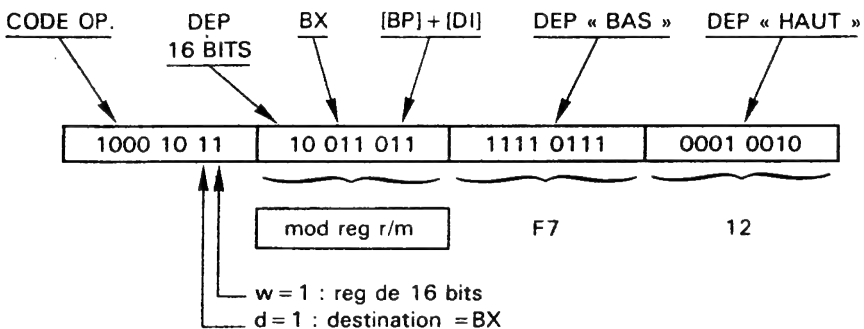 CODE OP. DEP 16 BITS BX [BP] + [DI] DEP « BAS » DEP « HAUT »
1000 10 11 10 011 011 1111 0111 0001 0010
mod reg r/m F7 12
w = 1 : reg de 16 bits
d = 1 : destination = BX